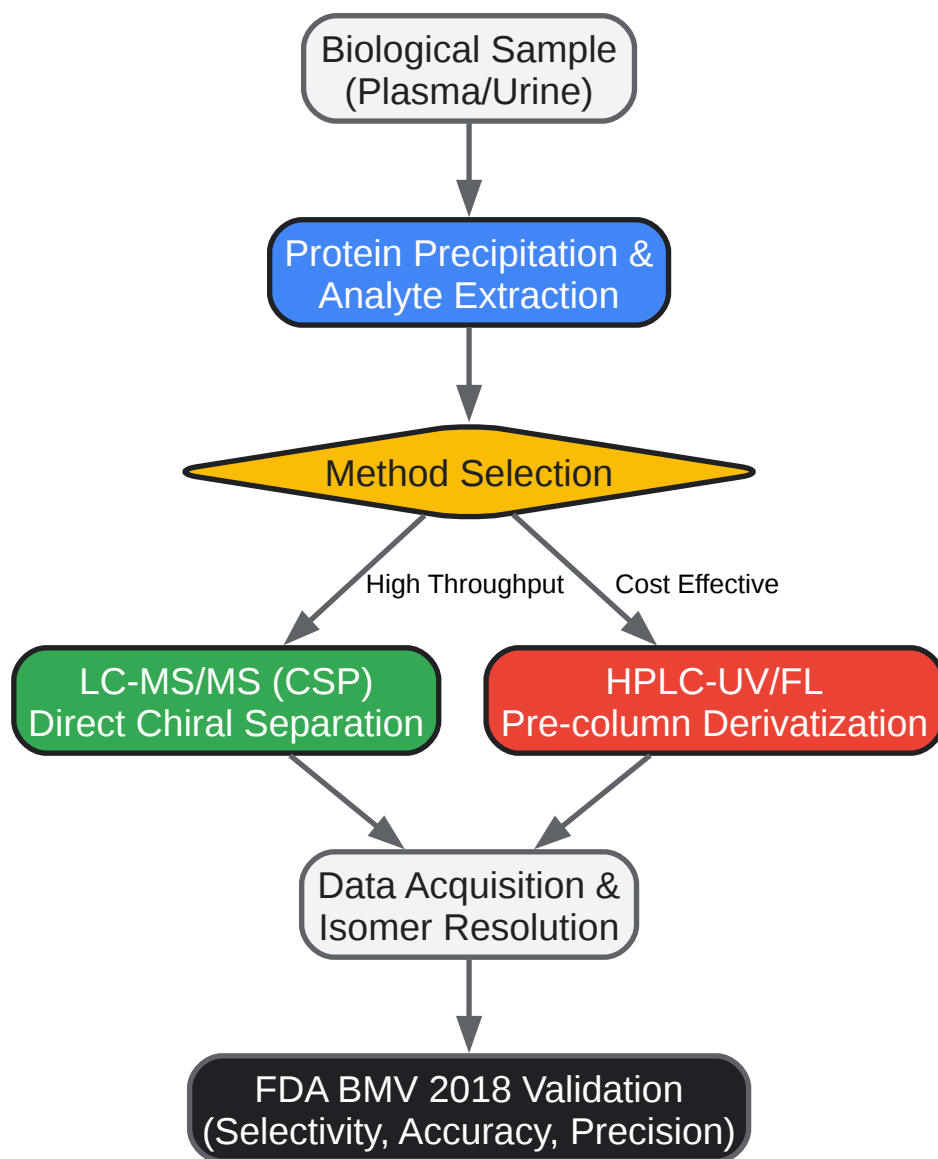 Biological Sample
(Plasma/Urine)
Protein Precipitation &
Analyte Extraction
Method Selection
High Throughput
Cost Effective
LC-MS/MS (CSP)
Direct Chiral Separation
HPLC-UV/FL
Pre-column Derivatization
Data Acquisition &
Isomer Resolution
FDA BMV 2018 Validation
(Selectivity, Accuracy, Precision)